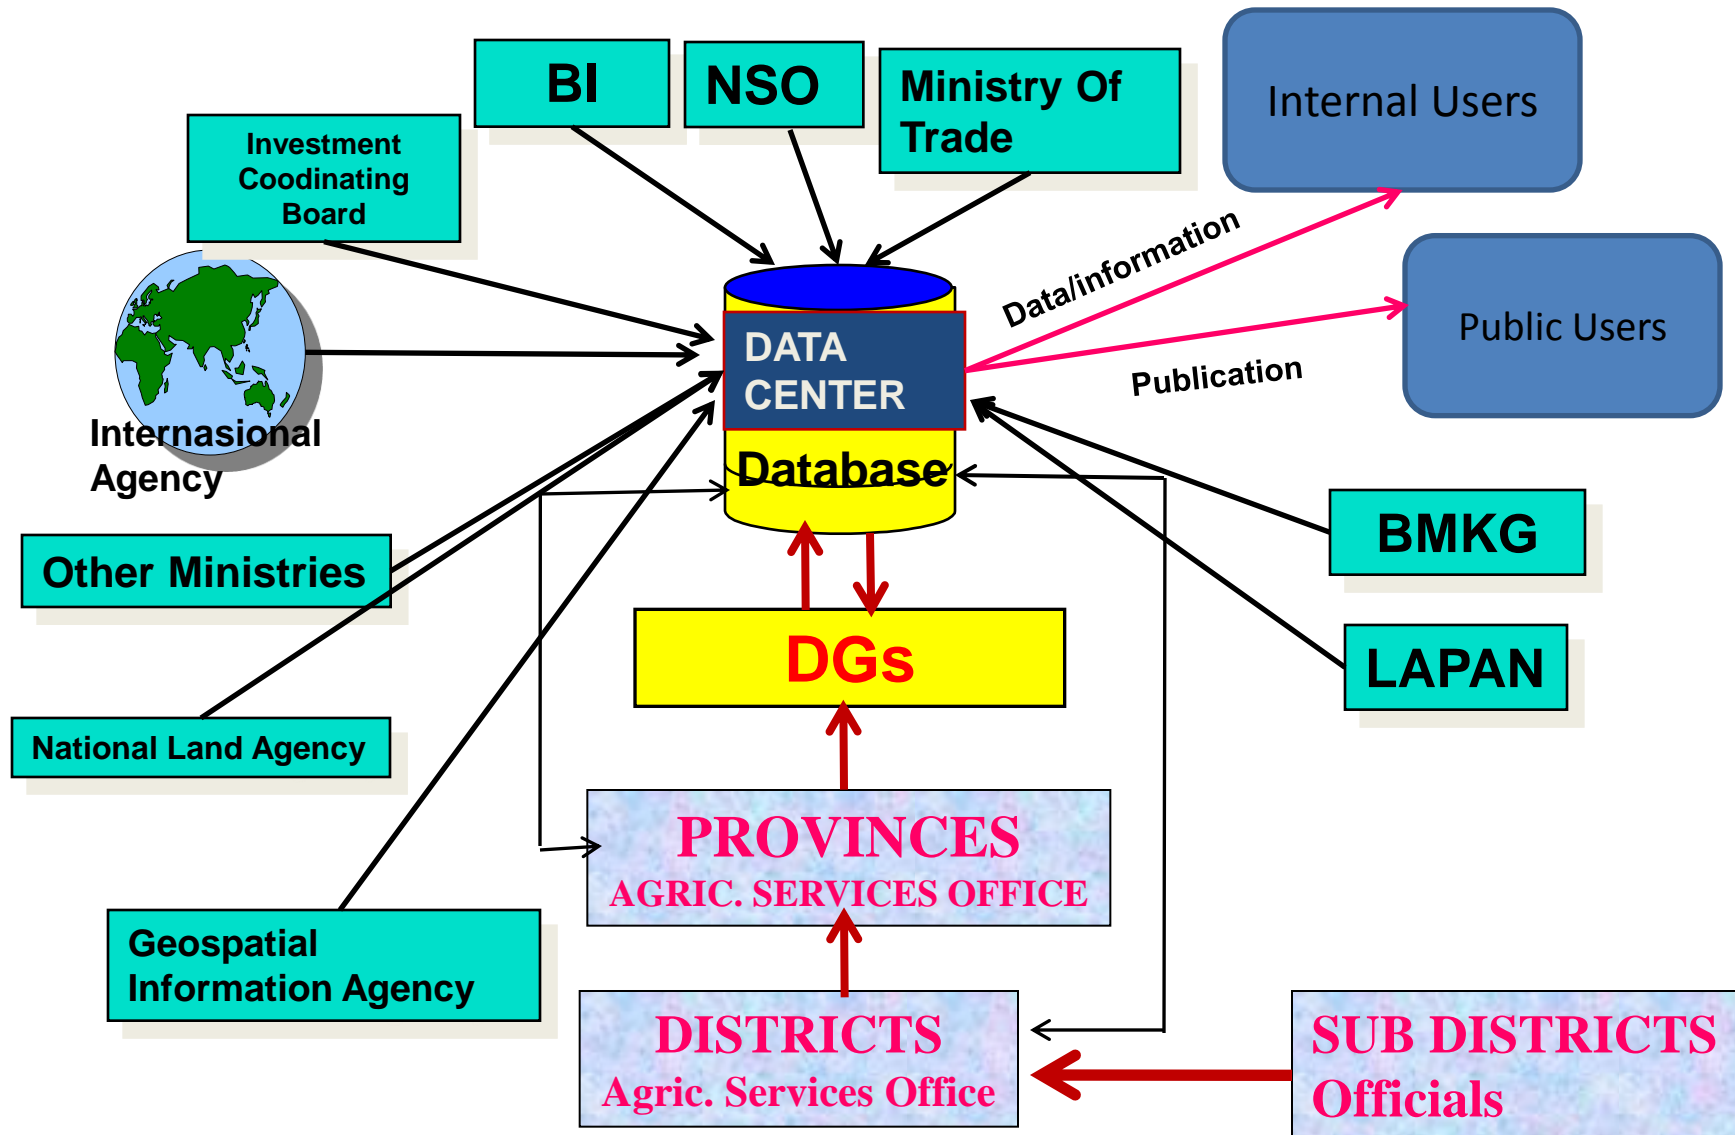 BI
NSO
Ministry Of
Trade
Internal Users
Investment
Coodinating
Board
Data/information
Public Users
DATA
CENTER
Publication
Internasional
Agency
Database
BMKG
Other Ministries
DGs
LAPAN
National Land Agency
PROVINCES
AGRIC. SERVICES OFFICE
Geospatial
Information Agency
DISTRICTS
Agric. Services Office
SUB DISTRICTS
Officials